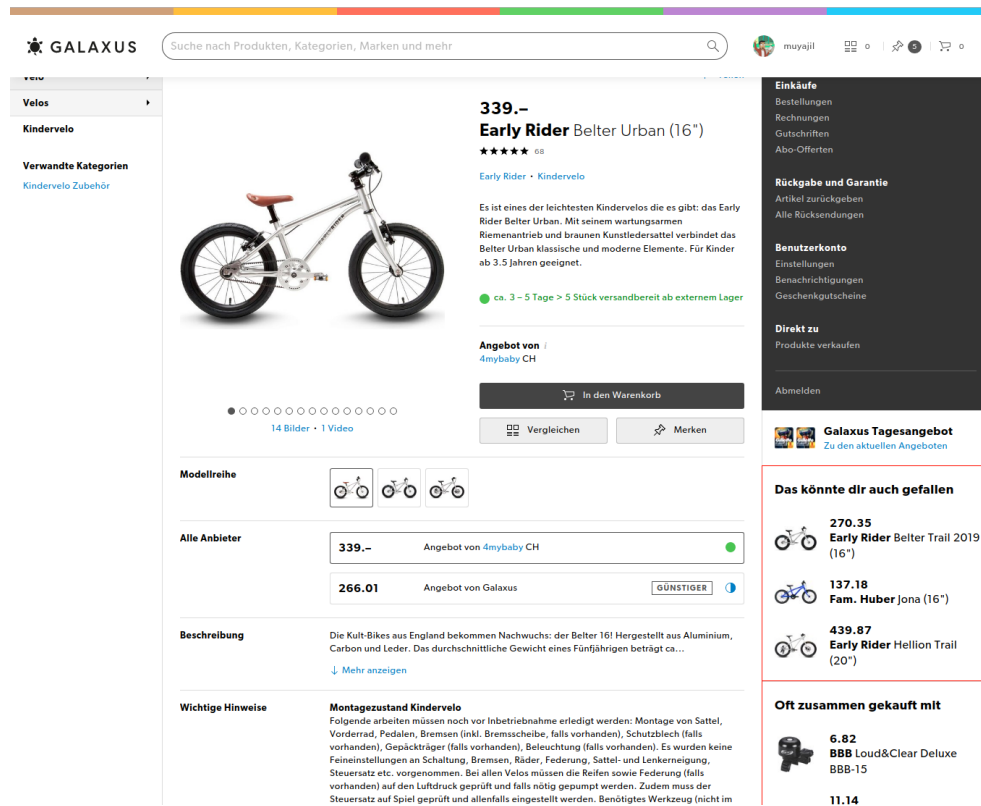 GALAXUS
Suche nach Produkten, Kategorien, Marken und mehr
muyajil
0
5
0
Velos
Kindervelo
Verwandte Kategorien
Kindervelo Zubehör
339.–
Early Rider Belter Urban (16")
68
Early Rider • Kindervelo
Es ist eines der leichtesten Kindervelos die es gibt: das Early
Rider Belter Urban. Mit seinem wartungsarmen
Riemenantrieb und braunen Kunstledersattel verbindet das
Belter Urban klassische und moderne Elemente. Für Kinder
ab 3.5 Jahren geeignet.
ca. 3 – 5 Tage > 5 Stück versandbereit ab externem Lager
Angebot von i
4mybaby CH
In den Warenkorb
Vergleichen
Merken
14 Bilder • 1 Video
Modellreihe
Alle Anbieter
339.–
Angebot von 4mybaby CH
266.01
Angebot von Galaxus
GÜNSTIGER
Beschreibung
Die Kult-Bikes aus England bekommen Nachwuchs: der Belter 16! Hergestellt aus Aluminium,
Carbon und Leder. Das durchschnittliche Gewicht eines Fünfjährigen beträgt ca...
↓ Mehr anzeigen
Wichtige Hinweise
Montagezustand Kindervelo
Folgende arbeiten müssen noch vor Inbetriebnahme erledigt werden: Montage von Sattel,
Vorderrad, Pedalen, Bremsen (inkl. Bremsscheibe, falls vorhanden), Schutzblech (falls
vorhanden), Gepäckträger (falls vorhanden), Beleuchtung (falls vorhanden). Es wurden keine
Feineinstellungen an Schaltung, Bremsen, Räder, Federung, Sattel- und Lenkerneigung,
Steuersatz etc. vorgenommen. Bei allen Velos müssen die Reifen sowie Federung (falls
vorhanden) auf den Luftdruck geprüft und falls nötig gepumpt werden. Zudem muss der
Steuersatz auf Spiel geprüft und allenfalls eingestellt werden. Benötigtes Werkzeug (nicht im
Einkäufe
Bestellungen
Rechnungen
Gutschriften
Abo-Offerten
Rückgabe und Garantie
Artikel zurückgeben
Alle Rücksendungen
Benutzerkonto
Einstellungen
Benachrichtigungen
Geschenkgutscheine
Direkt zu
Produkte verkaufen
Abmelden
Galaxus Tagesangebot
Zu den aktuellen Angeboten
Das könnte dir auch gefallen
270.35
Early Rider Belter Trail 2019
(16")
137.18
Fam. Huber Jona (16")
439.87
Early Rider Hellion Trail
(20")
Oft zusammen gekauft mit
6.82
BBB Loud&Clear Deluxe
BBB-15
11.14